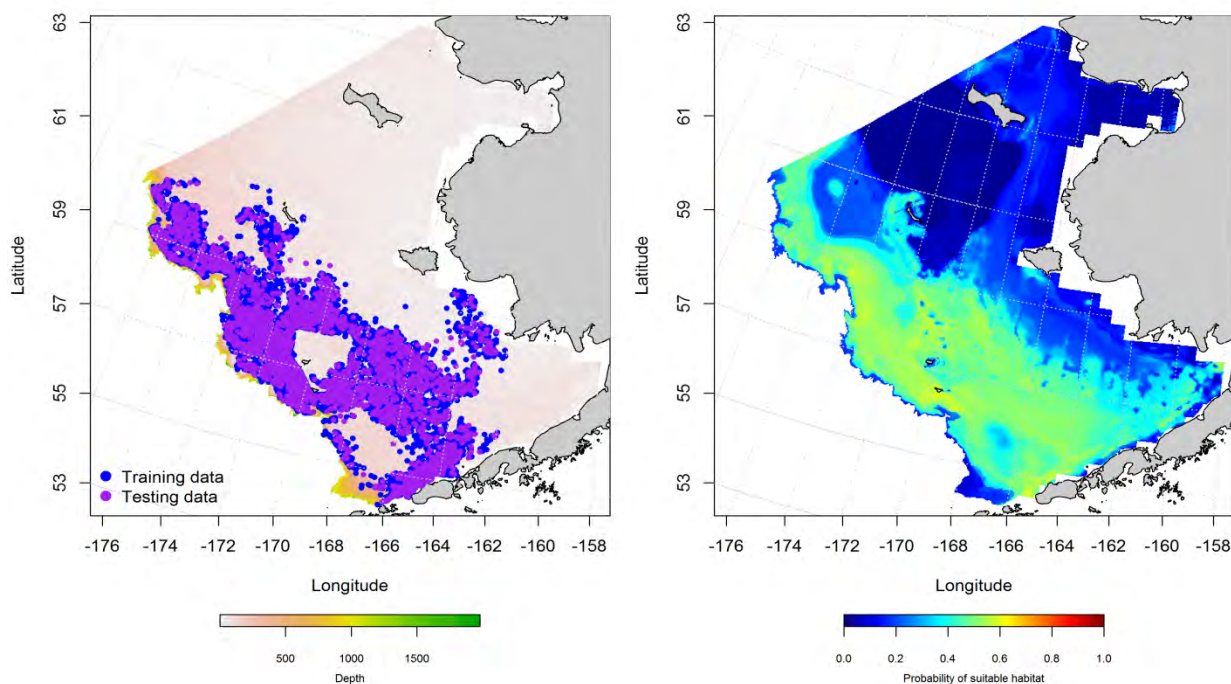 63
61
59
57
55
53
Latitude
Training data
Testing data
-176 -174 -172 -170 -168 -166 -164 -162 -160 -158
Longitude
500 1000 1500
Depth
63
61
59
57
55
53
Latitude
-176 -174 -172 -170 -168 -166 -164 -162 -160 -158
Longitude
0.0 0.2 0.4 0.6 0.8 1.0
Probability of suitable habitat